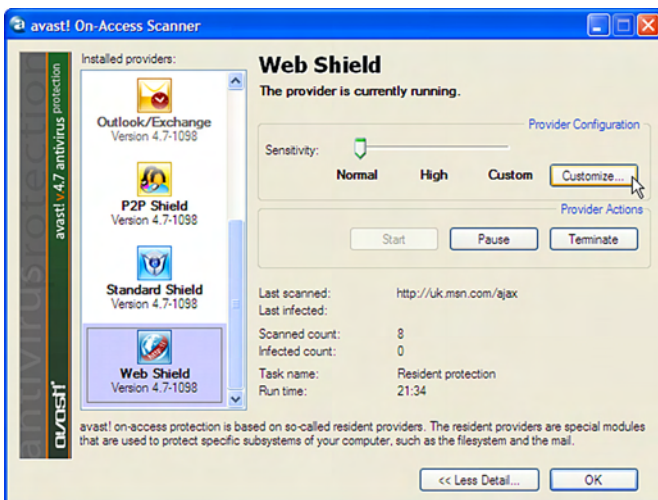 avast! On-Access Scanner
antivirusprotection
avast! v.4.7 antivirus protection
avast!
Installed providers:
Outlook/Exchange
Version 4.7-1098
P2P Shield
Version 4.7-1098
Standard Shield
Version 4.7-1098
Web Shield
Version 4.7-1098
Web Shield
The provider is currently running.
Provider Configuration
Sensitivity:
Normal High Custom Customize...
Provider Actions
Start Pause Terminate
Last scanned: http://uk.msn.com/ajax
Last infected:
Scanned count: 8
Infected count: 0
Task name: Resident protection
Run time: 21:34
avast! on-access protection is based on so-called resident providers. The resident providers are special modules
that are used to protect specific subsystems of your computer, such as the filesystem and the mail.
<< Less Detail... OK